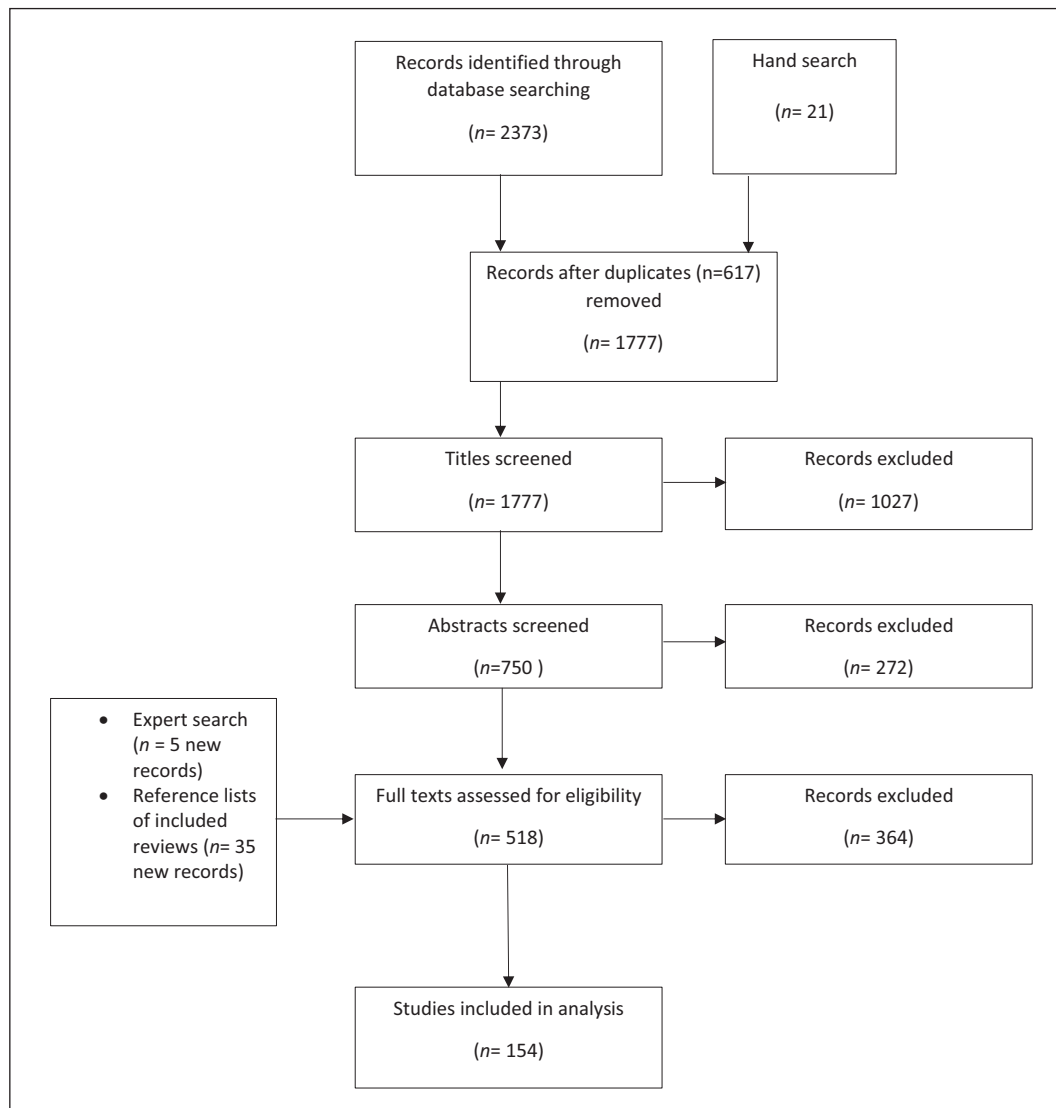 Records identified through
database searching
(n= 2373)
Hand search
(n= 21)
Records after duplicates (n=617)
removed
(n= 1777)
Titles screened
(n= 1777)
Records excluded
(n= 1027)
Abstracts screened
(n=750 )
Records excluded
(n= 272)
• Expert search
(n = 5 new
records)
• Reference lists
of included
reviews (n= 35
new records)
Full texts assessed for eligibility
(n= 518)
Records excluded
(n= 364)
Studies included in analysis
(n= 154)